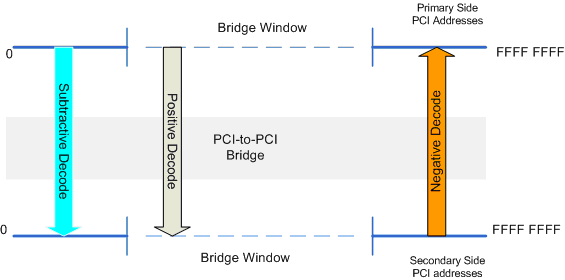 Primary Side
PCI Addresses
Bridge Window
0
FFFF FFFF
Subtractive Decode
Positive Decode
Negative Decode
PCI-to-PCI
Bridge
0
FFFF FFFF
Bridge Window
Secondary Side
PCI addresses